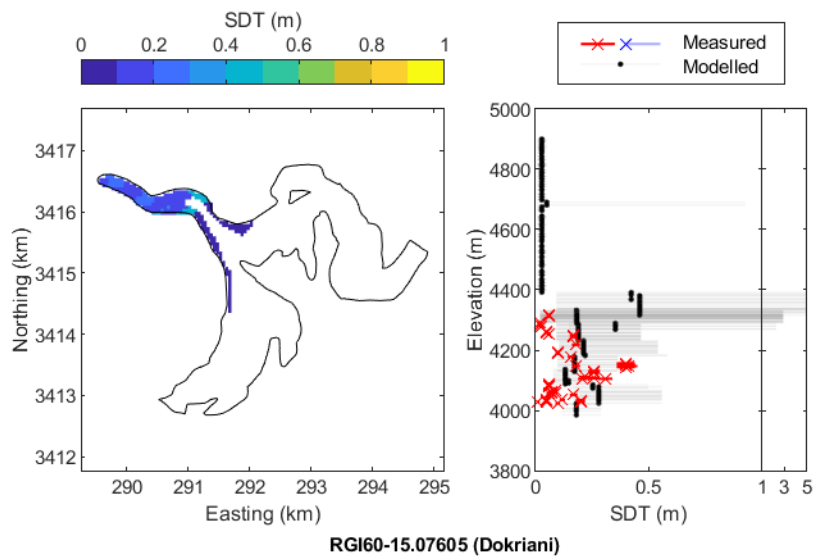 SDT (m)
0 0.2 0.4 0.6 0.8 1
Measured
Modelled
3417
3416
3415
3414
3413
3412
Northing (km)
290 291 292 293 294 295
Easting (km)
5000
4800
4600
4400
4200
4000
3800
Elevation (m)
0 0.5 1 3 5
SDT (m)
RGI60-15.07605 (Dokriani)